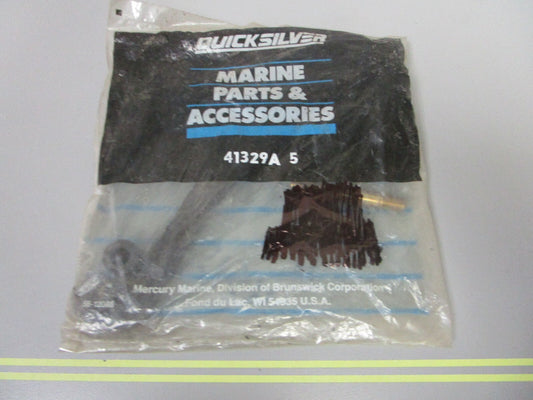 QUICKSILVER
MARINE
PARTS &
ACCESSORIES
41329A 5
Mercury Marine, Division of Brunswick Corporation
Fond du Lac, WI 54935 U.S.A.